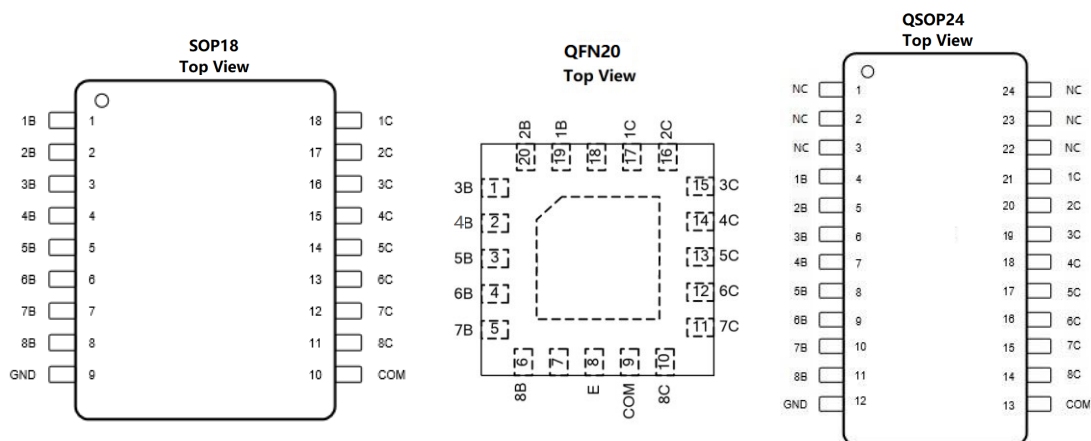 SOP18
Top View
1B 1 18 1C
2B 2 17 2C
3B 3 16 3C
4B 4 15 4C
5B 5 14 5C
6B 6 13 6C
7B 7 12 7C
8B 8 11 8C
GND 9 10 COM
QFN20
Top View
2B 1B 1C 2C
20 19 18 17 16
3B 1 15 3C
4B 2 14 4C
5B 3 13 5C
6B 4 12 6C
7B 5 11 7C
6 7 8 9 10
8B E COM 8C
QSOP24
Top View
NC 1 24 NC
NC 2 23 NC
NC 3 22 NC
1B 4 21 1C
2B 5 20 2C
3B 6 19 3C
4B 7 18 4C
5B 8 17 5C
6B 9 16 6C
7B 10 15 7C
8B 11 14 8C
GND 12 13 COM